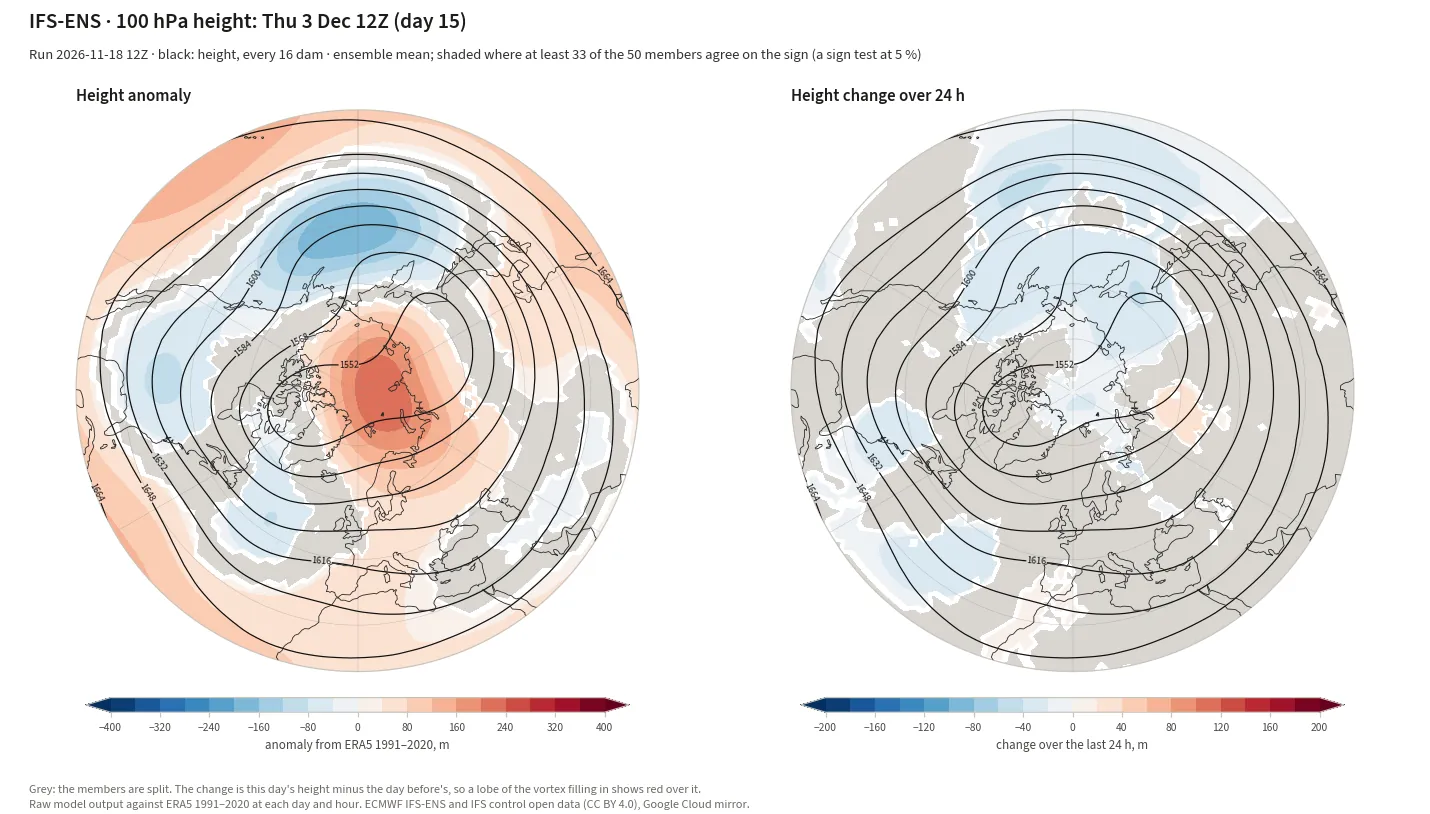 IFS-ENS · 100 hPa height: Thu 3 Dec 12Z (day 15)
Run 2026-11-18 12Z · black: height, every 16 dam · ensemble mean; shaded where at least 33 of the 50 members agree on the sign (a sign test at 5 %)
Height anomaly
Height change over 24 h
1600
1664
1568
1584
1552
1632
1648
1664
1616
1600
1664
1568
1584
1552
1632
1648
1664
1616
−400 −320 −240 −160 −80 0 80 160 240 320 400
anomaly from ERA5 1991–2020, m
−200 −160 −120 −80 −40 0 40 80 120 160 200
change over the last 24 h, m
Grey: the members are split. The change is this day's height minus the day before's, so a lobe of the vortex filling in shows red over it.
Raw model output against ERA5 1991–2020 at each day and hour. ECMWF IFS-ENS and IFS control open data (CC BY 4.0), Google Cloud mirror.